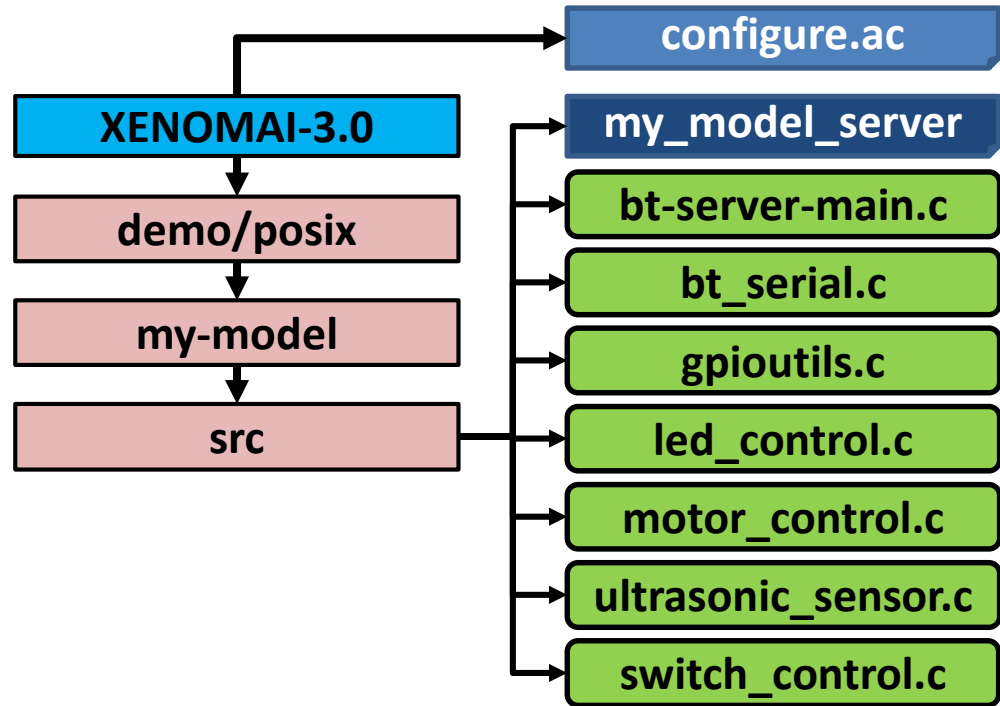 configure.ac
XENOMAI-3.0
my_model_server
demo/posix
bt-server-main.c
bt_serial.c
my-model
gpioutils.c
src
led_control.c
motor_control.c
ultrasonic_sensor.c
switch_control.c